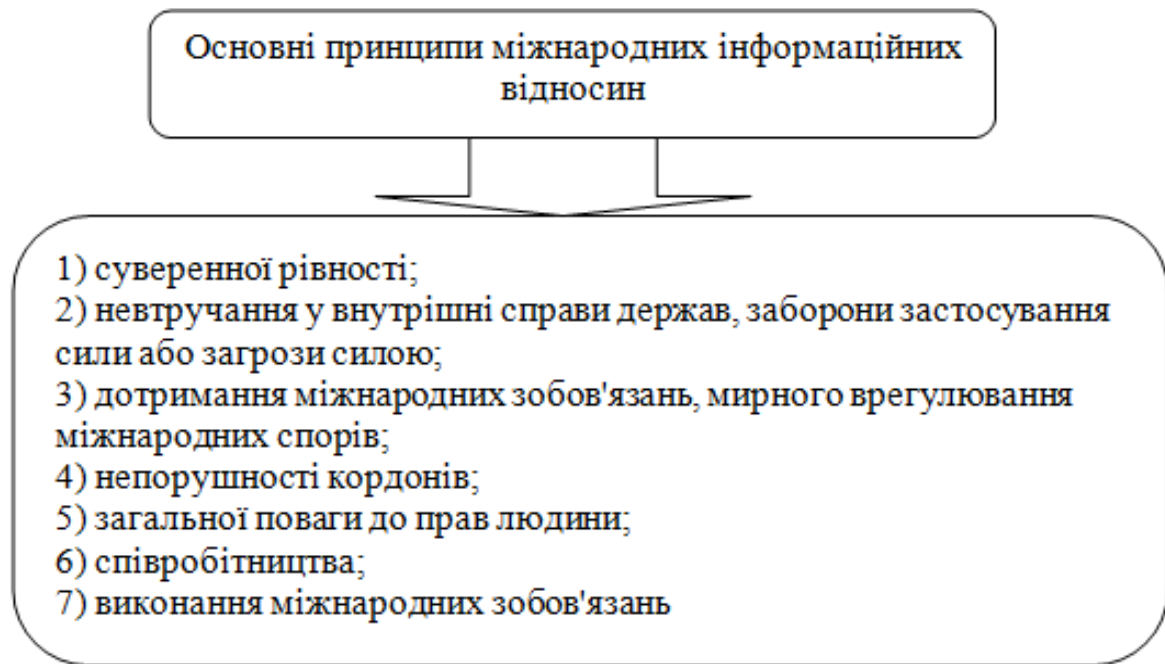 Основні принципи міжнародних інформаційних
відносин
1) суверенної рівності;
2) невтручання у внутрішні справи держав, заборони застосування
сили або загрози силою;
3) дотримання міжнародних зобов'язань, мирного врегулювання
міжнародних спорів;
4) непорушності кордонів;
5) загальної поваги до прав людини;
6) співробітництва;
7) виконання міжнародних зобов'язань